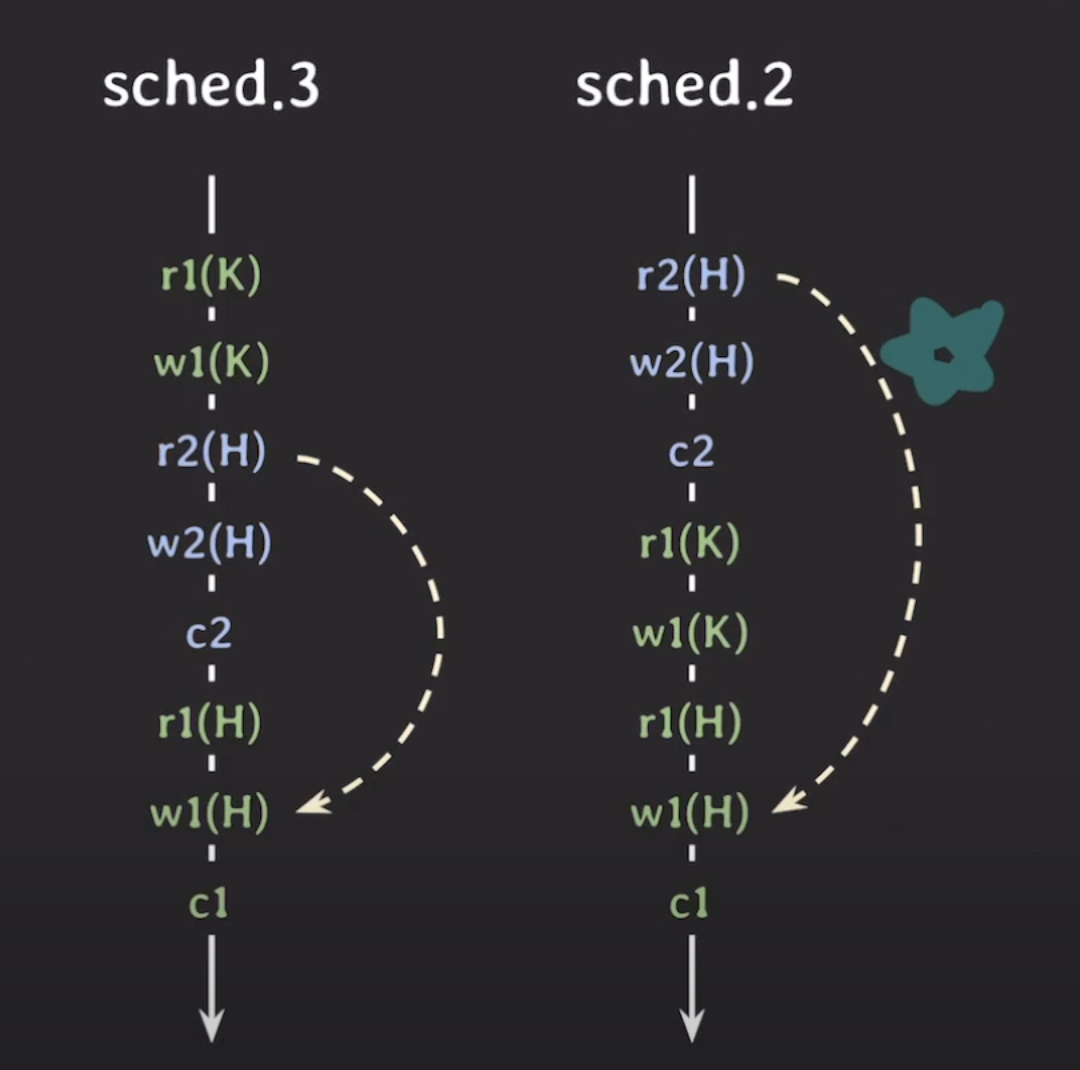 sched.3
r1(K)
w1(K)
r2(H)
w2(H)
c2
r1(H)
w1(H)
c1
sched.2
r2(H)
w2(H)
c2
r1(K)
w1(K)
r1(H)
w1(H)
c1